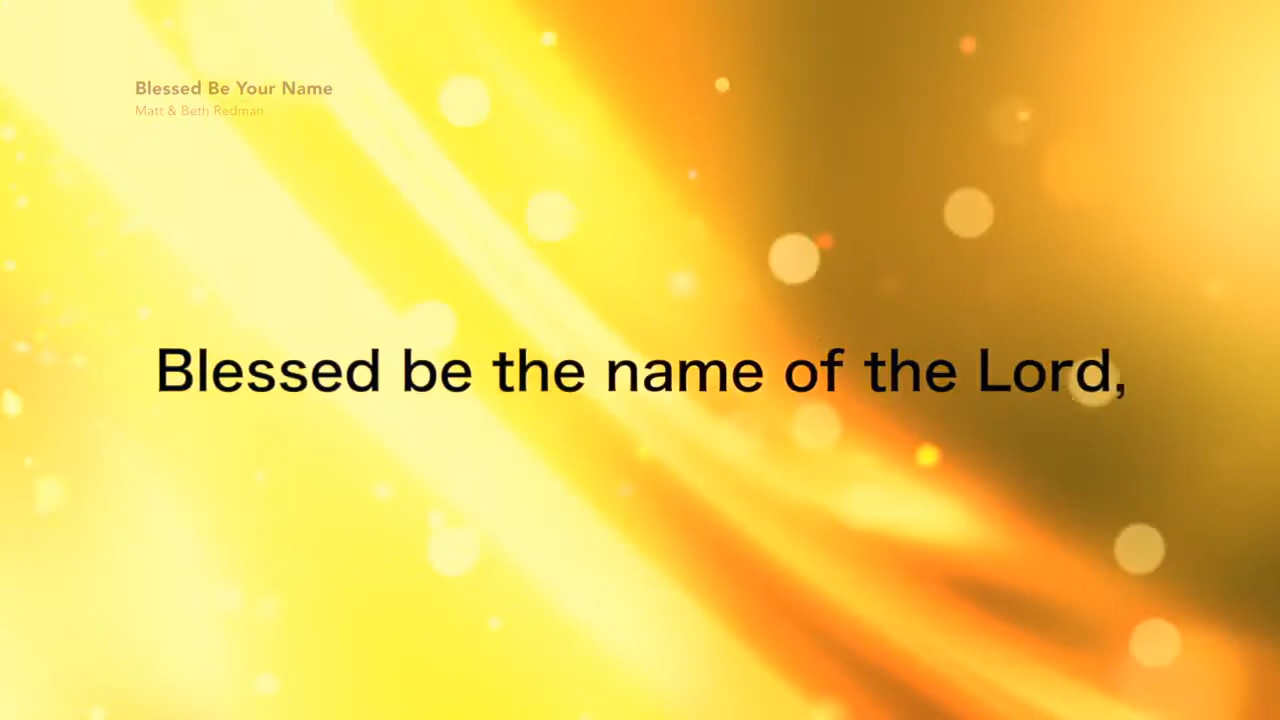 Blessed Be Your Name
Matt & Beth Redman
Blessed be the name of the Lord,